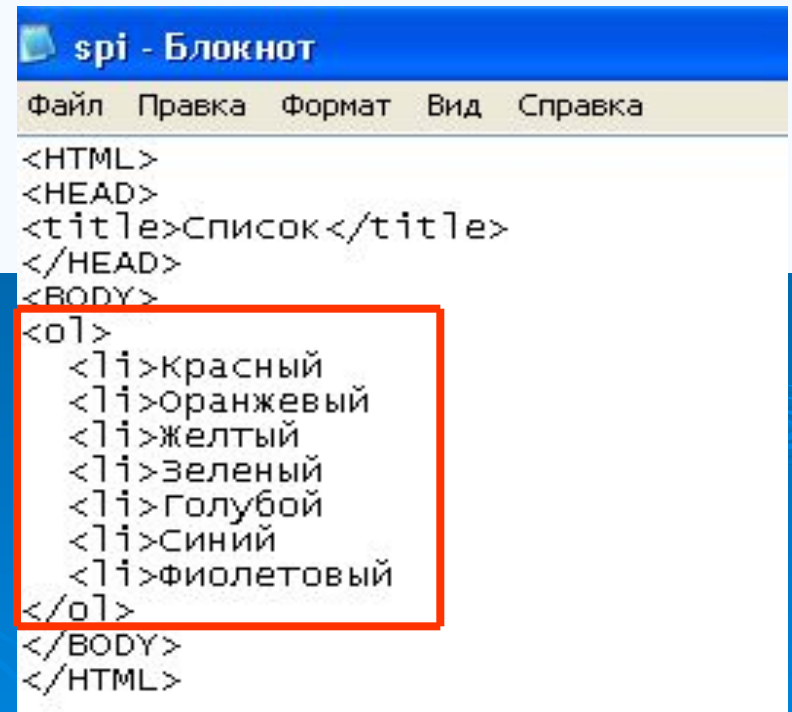 spi - Блокнот
Файл Правка Формат Вид Справка
<HTML>
<HEAD>
<title>Список</title>
</HEAD>
<BODY>
<ol>
<li>Красный
<li>Оранжевый
<li>Желтый
<li>Зеленый
<li>Голубой
<li>Синий
<li>Фиолетовый
</ol>
</BODY>
</HTML>